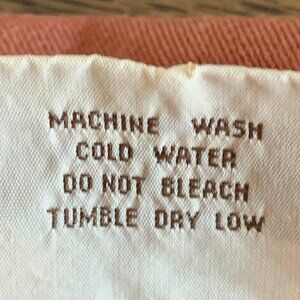 MACHINE WASH
COLD WATER
DO NOT BLEACH
TUMBLE DRY LOW